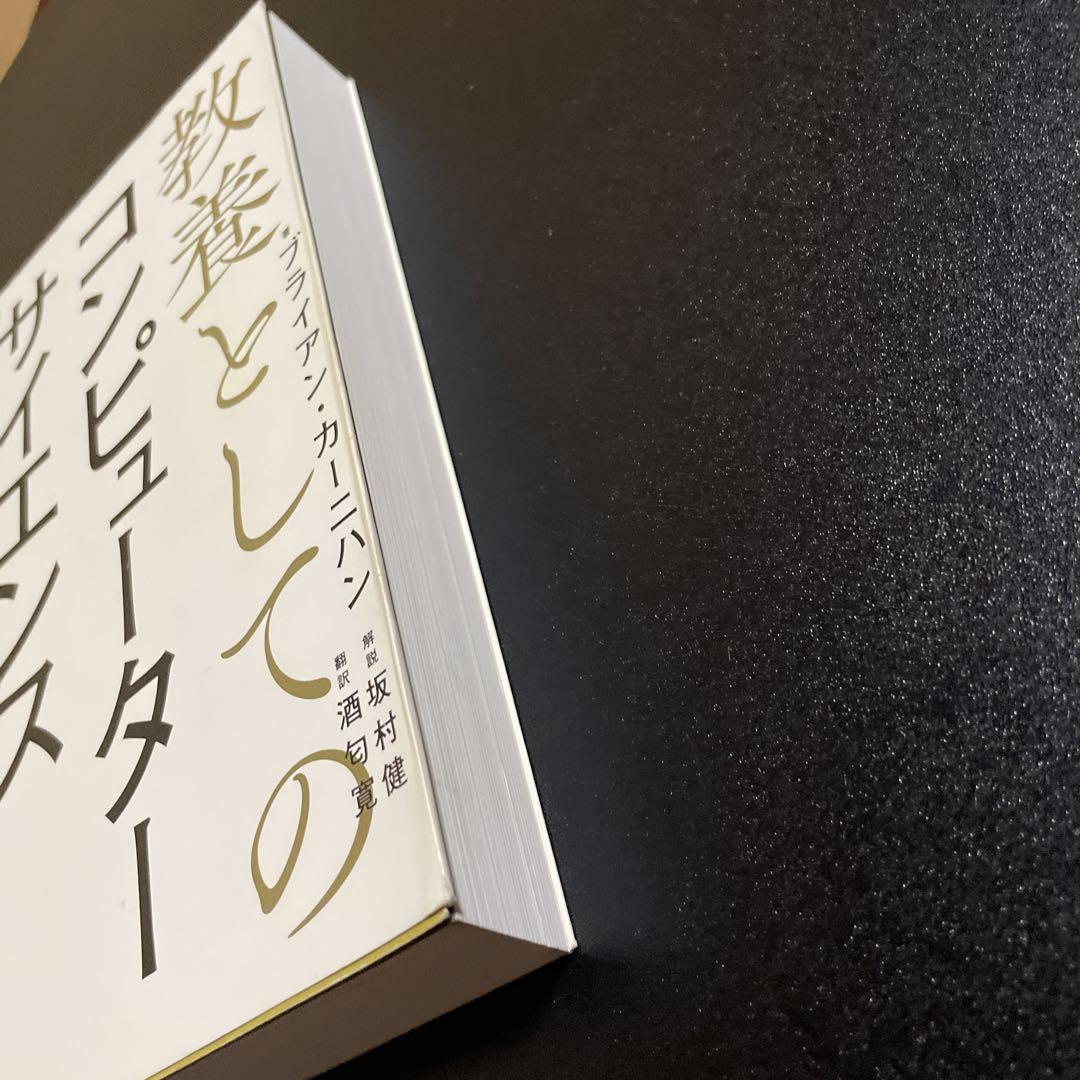 教養としての
コンピューター
サイエンス
ブライアン・カーニハン
解説 坂村健
翻訳 酒匂寛